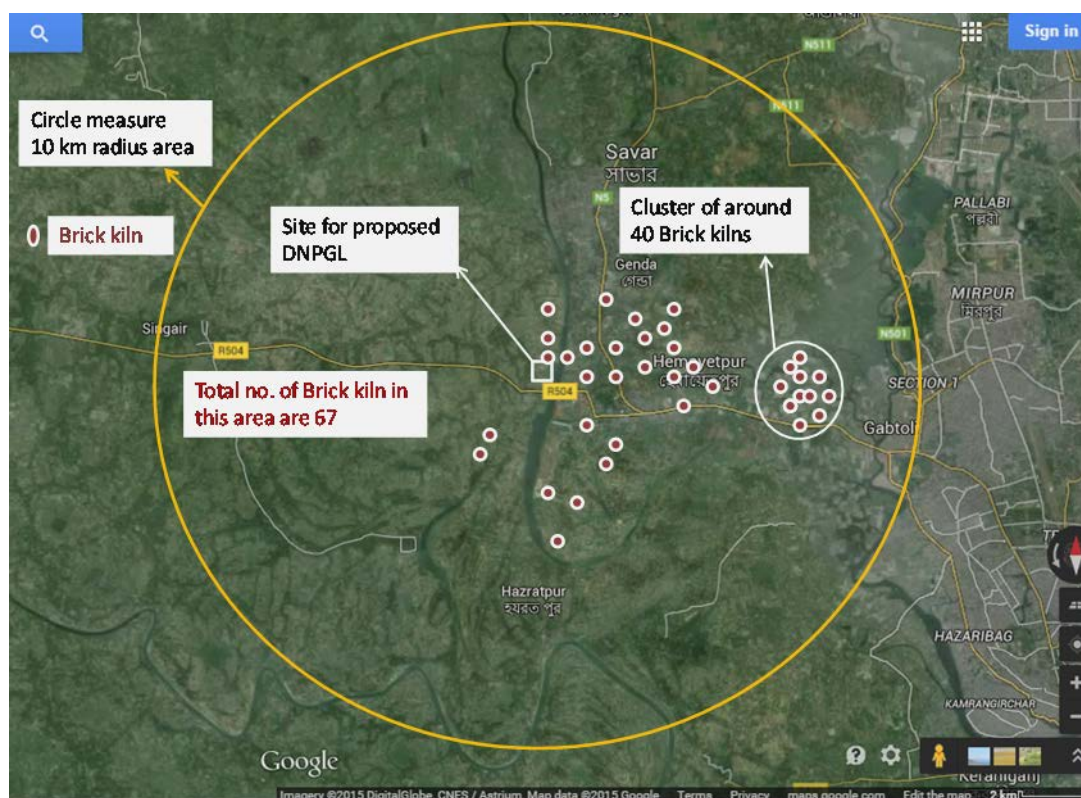 Sign in
N511
Circle measure
10 km radius area
N511
Savar
সাভার
PALLABI
পল্লবী
N5
Site for proposed
DNPGL
Cluster of around
40 Brick kilns
Brick kiln
Genda
গেন্ডা
MIRPUR
মিরপুর
Singair
N501
R504
Hemayetpur
Total no. of Brick kiln in
this area are 67
R504
SECTION 1
Gabtol
Hazratpur
হযরত পুর
HAZARIBAG
KAMRANGIRCHAR
Google
Keraniganj
Imagery ©2015 DigitalGlobe, CNES / Astrium, Map data ©2015 Google Terms Privacy maps.google.com Edit the map 2 km